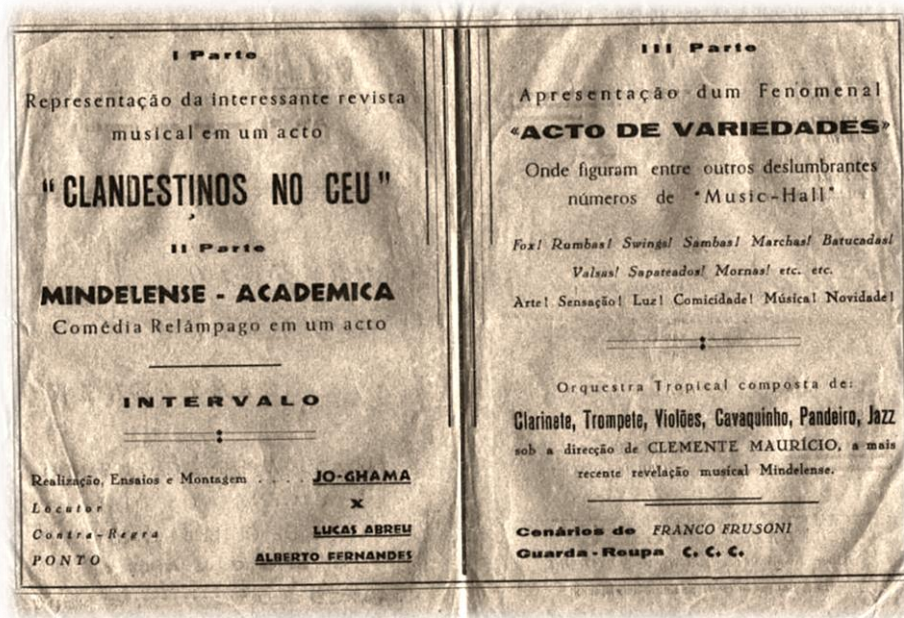 I Parte
Representação da interessante revista
musical em um acto
"CLANDESTINOS NO CEU"
II Parte
MINDELENSE - ACADEMICA
Comédia Relâmpago em um acto
INTERVALO
Realização, Ensaios e Montagem . . . . JO-GHAMA
Locutor X
Contra-Regra LUCAS ABREU
PONTO ALBERTO FERNANDES
III Parte
Apresentação dum Fenomenal
«ACTO DE VARIEDADES»
Onde figuram entre outros deslumbrantes
números de "Music-Hall"
Fox! Rumbas! Swings! Sambas! Marchas! Batucadas!
Valsas! Sapateados! Mornas! etc. etc.
Arte! Sensação! Luz! Comicidade! Música! Novidade!
Orquestra Tropical composta de:
Clarinete, Trompete, Violões, Cavaquinho, Pandeiro, Jazz
sob a direcção de CLEMENTE MAURÍCIO, a mais
recente revelação musical Mindelense.
Cenários de FRANCO FRUSONI
Guarda-Roupa C. C. C.